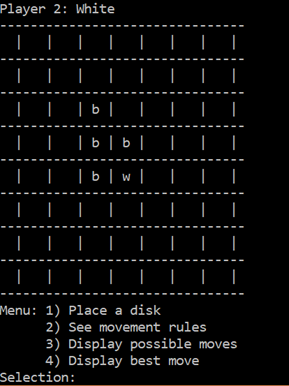 Player 2: White
--------------------------------
  |   |   |   |   |   |   |   |
--------------------------------
  |   |   |   |   |   |   |   |
--------------------------------
  |   |   | b |   |   |   |   |
--------------------------------
  |   |   | b | b |   |   |   |
--------------------------------
  |   |   | b | w |   |   |   |
--------------------------------
  |   |   |   |   |   |   |   |
--------------------------------
  |   |   |   |   |   |   |   |
--------------------------------
  |   |   |   |   |   |   |   |
--------------------------------
Menu: 1) Place a disk
      2) See movement rules
      3) Display possible moves
      4) Display best move
Selection: